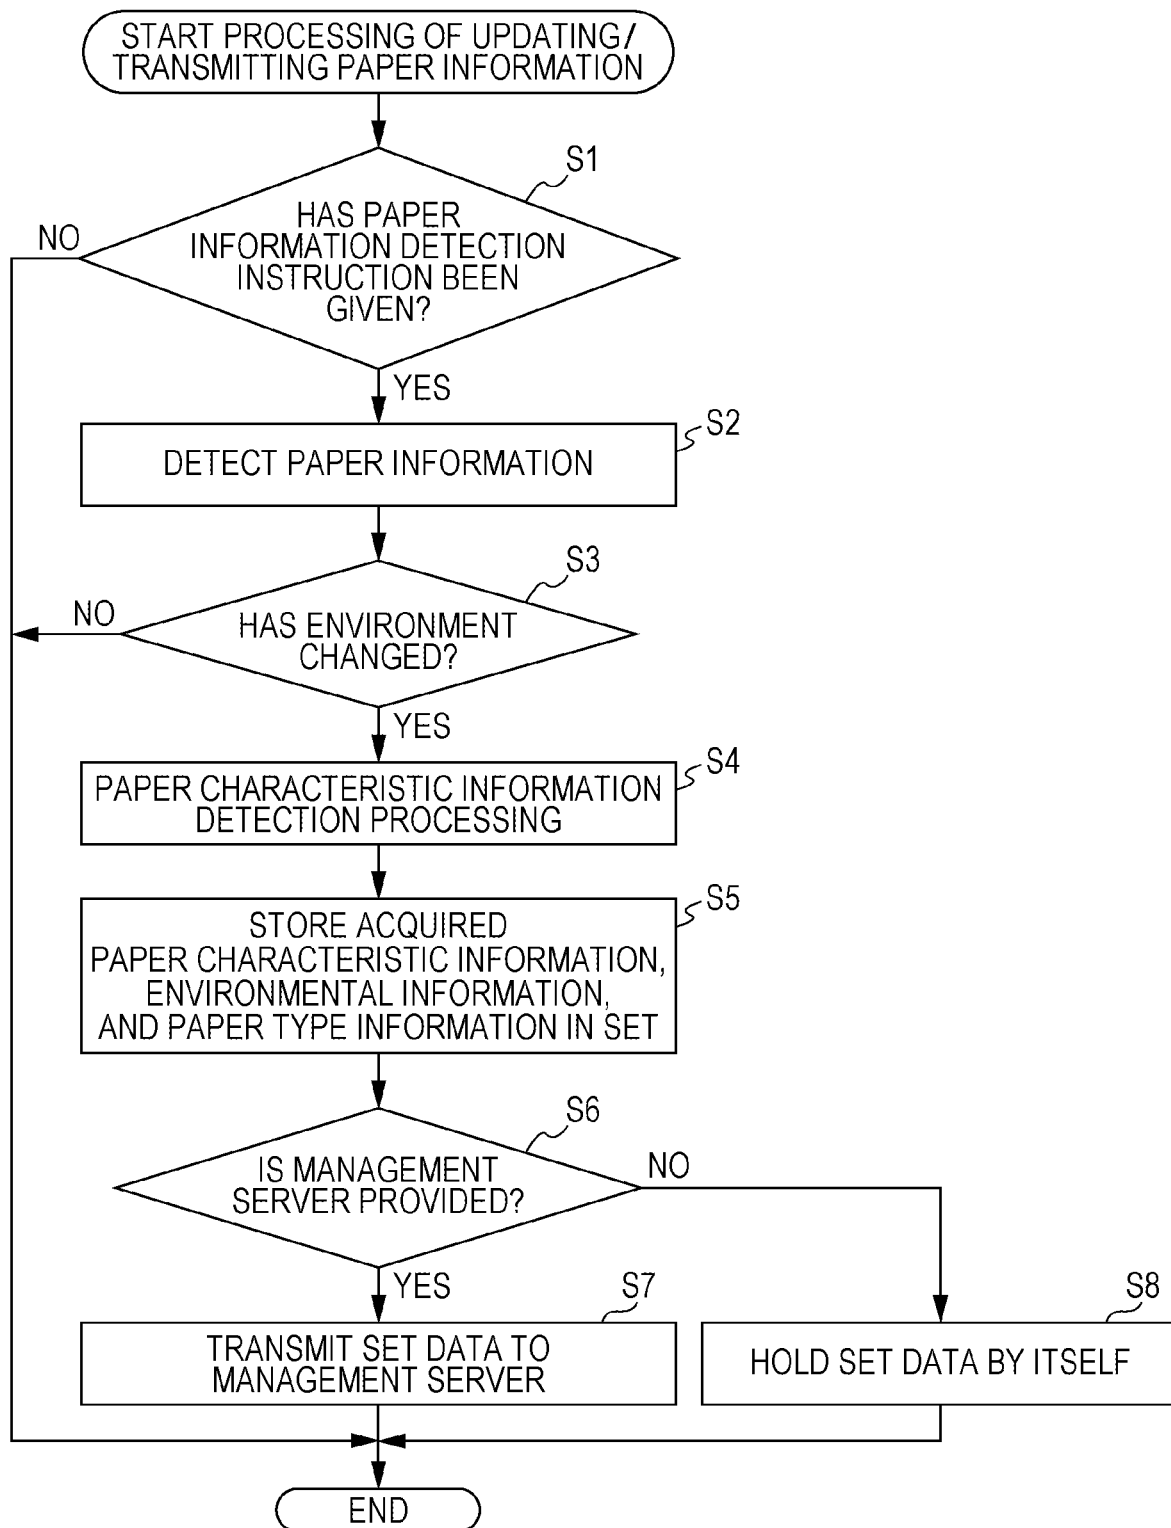 START PROCESSING OF UPDATING/
TRANSMITTING PAPER INFORMATION
S1
HAS PAPER
INFORMATION DETECTION
INSTRUCTION BEEN
GIVEN?
NO
YES
S2
DETECT PAPER INFORMATION
S3
NO
HAS ENVIRONMENT
CHANGED?
YES
S4
PAPER CHARACTERISTIC INFORMATION
DETECTION PROCESSING
S5
STORE ACQUIRED
PAPER CHARACTERISTIC INFORMATION,
ENVIRONMENTAL INFORMATION,
AND PAPER TYPE INFORMATION IN SET
S6
IS MANAGEMENT
SERVER PROVIDED?
NO
YES
S7
TRANSMIT SET DATA TO
MANAGEMENT SERVER
S8
HOLD SET DATA BY ITSELF
END